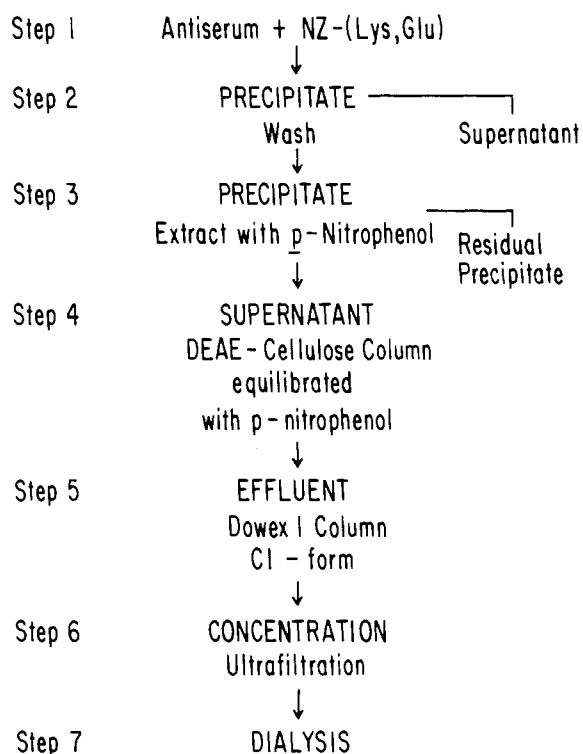 Step 1 Antiserum + NZ-(Lys,Glu)
Step 2 PRECIPITATE
Wash Supernatant
Step 3 PRECIPITATE
Extract with p-Nitrophenol Residual
Precipitate
Step 4 SUPERNATANT
DEAE-Cellulose Column
equilibrated
with p-nitrophenol
Step 5 EFFLUENT
Dowex 1 Column
Cl - form
Step 6 CONCENTRATION
Ultrafiltration
Step 7 DIALYSIS